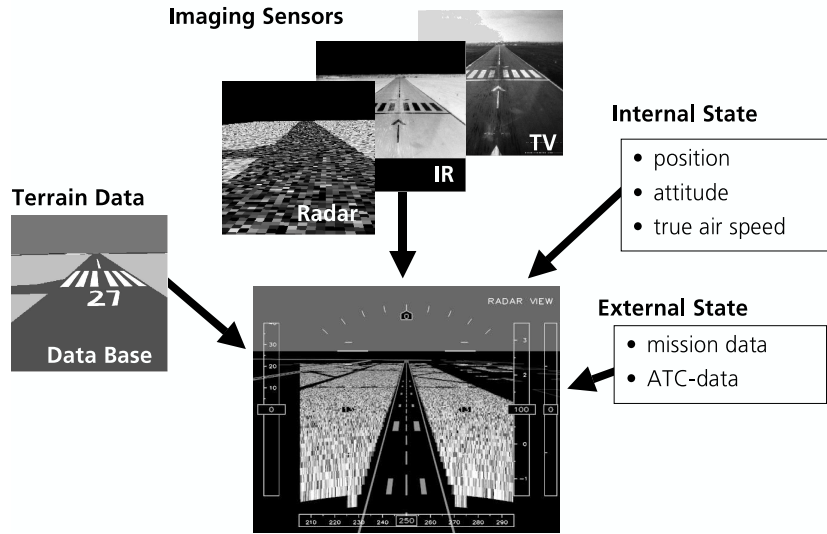 Imaging Sensors
TV
IR
Radar
Internal State
• position
• attitude
• true air speed
Terrain Data
27
Data Base
External State
• mission data
• ATC-data
RADAR VIEW
30
20
10
0
3
2
100
0
0
-1
210 220 230 240 250 260 270 280 290